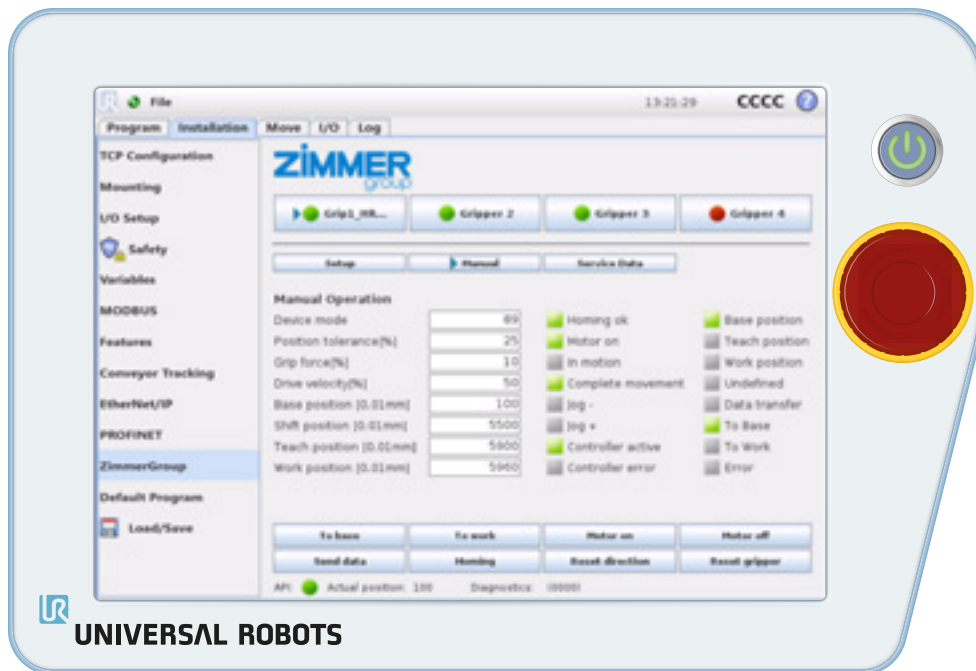 File 13:21:29 CCCC ?
Program Installation Move I/O Log
TCP Configuration
Mounting
I/O Setup
Safety
Variables
MODBUS
Features
Conveyor Tracking
EtherNet/IP
PROFINET
ZimmerGroup
Default Program
Load/Save
ZIMMER
group
Grip1_HR... Gripper 2 Gripper 3 Gripper 4
Setup Manual Service Data
Manual Operation
Device mode 89 Homing ok Base position
Position tolerance[%] 25 Motor on Teach position
Grip force[%] 10 In motion Work position
Drive velocity[%] 50 Complete movement Undefined
Base position [0.01mm] 100 Jog - Data transfer
Shift position [0.01mm] 5500 Jog + To Base
Teach position [0.01mm] 5900 Controller active To Work
Work position [0.01mm] 5960 Controller error Error
To base To work Motor on Motor off
Send data Homing Reset direction Reset gripper
API: Actual position: 100 Diagnostics: (0000)
UR
UNIVERSAL ROBOTS